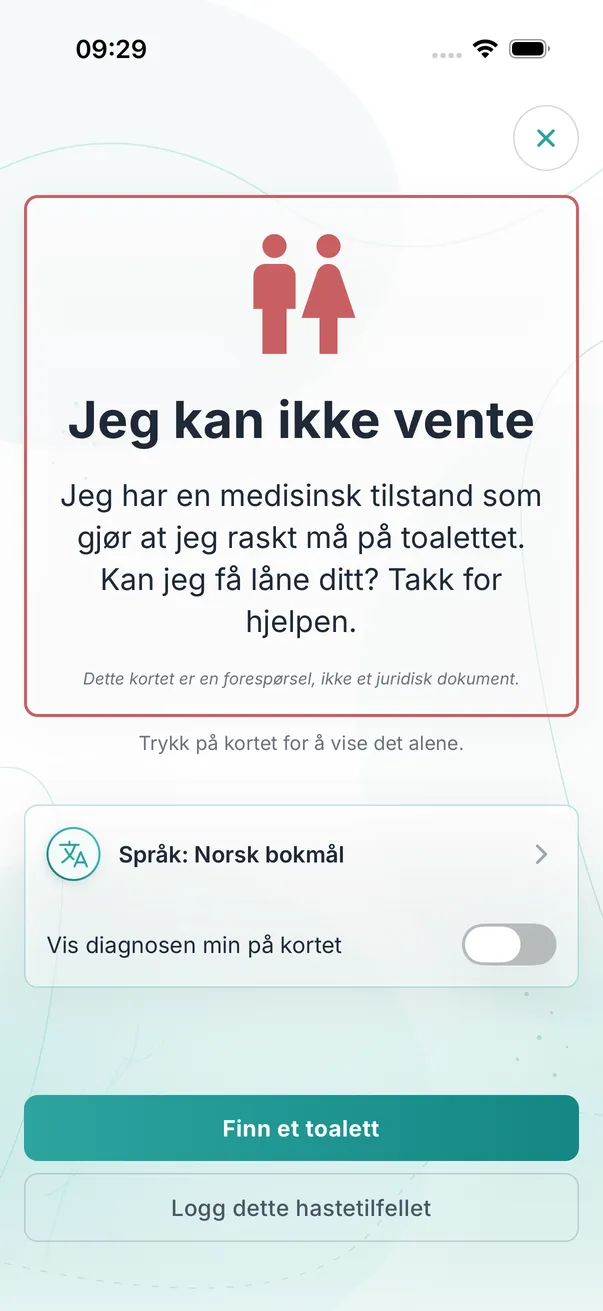 09:29
Jeg kan ikke vente
Jeg har en medisinsk tilstand som
gjør at jeg raskt må på toalettet.
Kan jeg få låne ditt? Takk for
hjelpen.
Dette kortet er en forespørsel, ikke et juridisk dokument.
Trykk på kortet for å vise det alene.
Språk: Norsk bokmål
Vis diagnosen min på kortet
Finn et toalett
Logg dette hastetilfellet